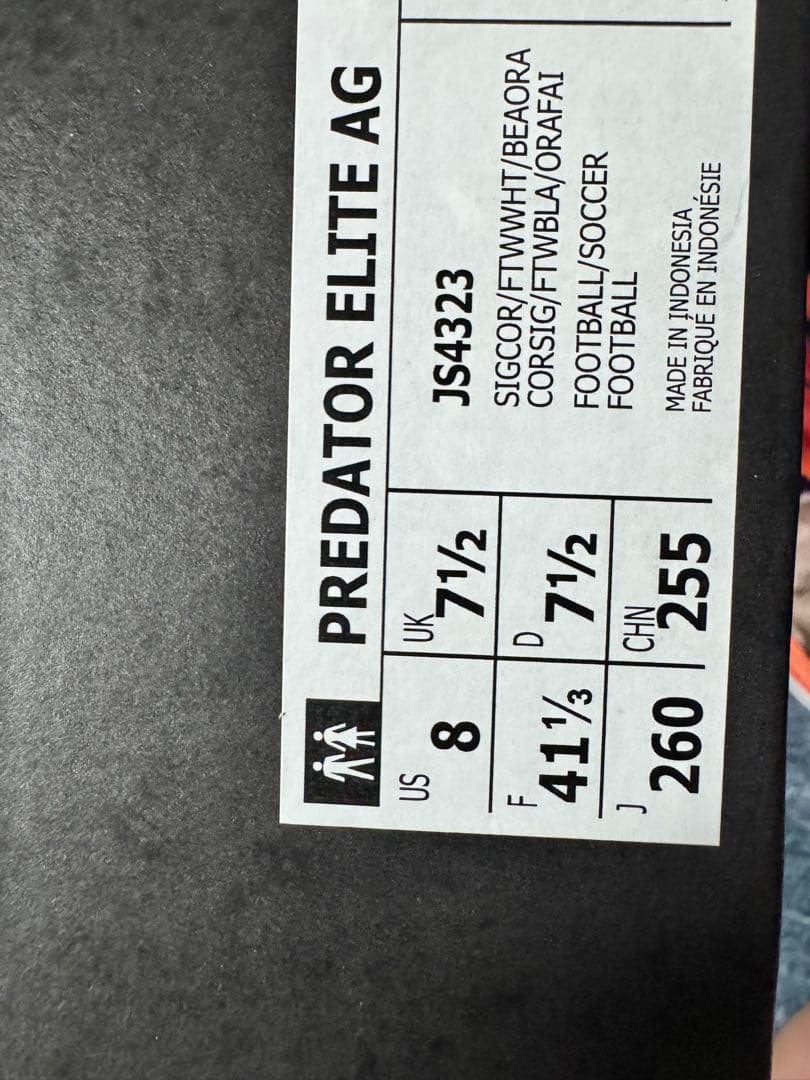 PREDATOR ELITE AG
US 8
UK 7½
F 41⅓
D 7½
J 260
CHN 255
JS4323
SIGCOR/FTWWHT/BEAORA
CORSIG/FTWBLA/ORAFAI
FOOTBALL/SOCCER
FOOTBALL
MADE IN INDONESIA
FABRIQUÉ EN INDONÉSIE